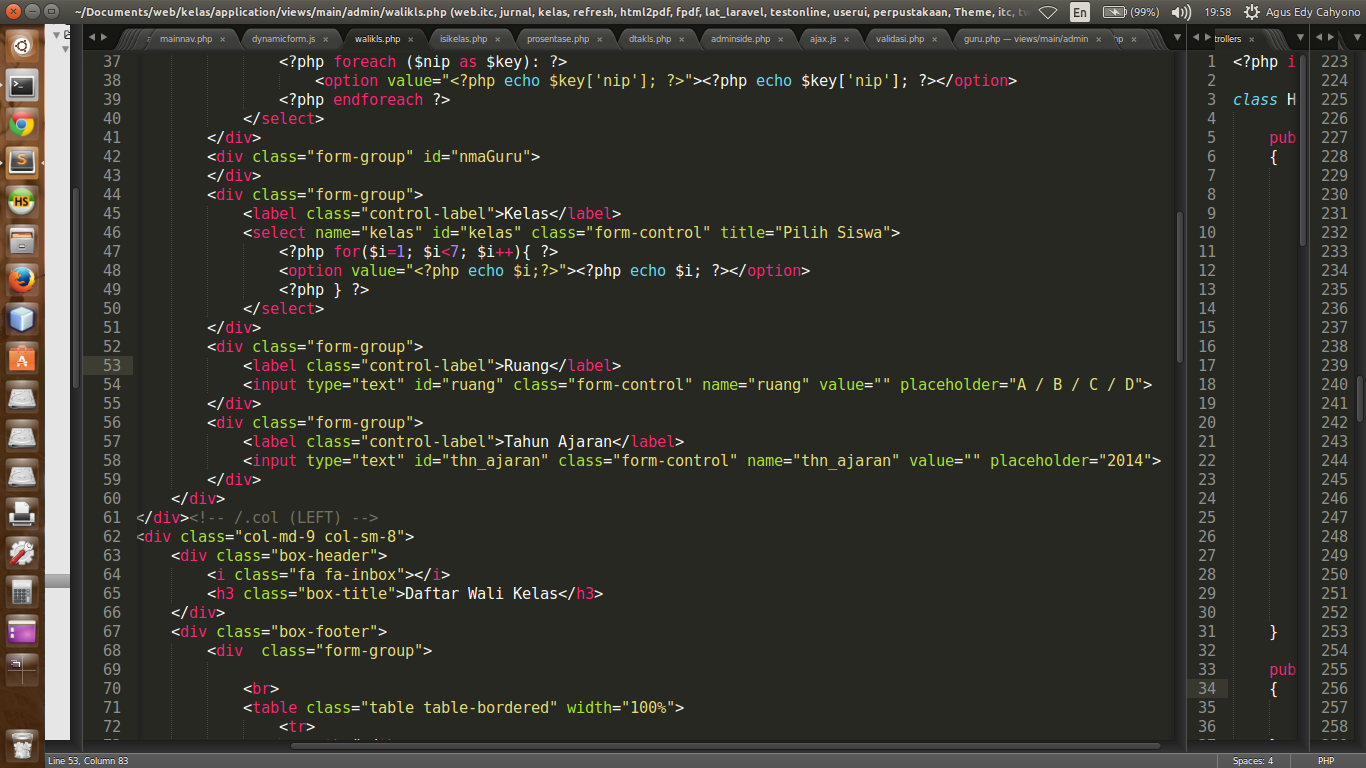 ~/Documents/web/kelas/application/views/main/admin/walikls.php (web.itc, jurnal, kelas, refresh, html2pdf, fpdf, lat_laravel, testonline, userui, perpustakaan, Theme, itc,
En (99%) 19:58 Agus Edy Cahyono
mainnav.php × dynamicform.js × walikls.php × isikelas.php × prosentase.php × dtakls.php × adminside.php × ajax.js × validasi.php × guru.php — views/main/admin × hp × trollers ×
37 <?php foreach ($nip as $key): ?>
38 <option value="<?php echo $key['nip']; ?>"><?php echo $key['nip']; ?></option>
39 <?php endforeach ?>
40 </select>
41 </div>
42 <div class="form-group" id="nmaGuru">
43 </div>
44 <div class="form-group">
45 <label class="control-label">Kelas</label>
46 <select name="kelas" id="kelas" class="form-control" title="Pilih Siswa">
47 <?php for($i=1; $i<7; $i++){ ?>
48 <option value="<?php echo $i;?>"><?php echo $i; ?></option>
49 <?php } ?>
50 </select>
51 </div>
52 <div class="form-group">
53 <label class="control-label">Ruang</label>
54 <input type="text" id="ruang" class="form-control" name="ruang" value="" placeholder="A / B / C / D">
55 </div>
56 <div class="form-group">
57 <label class="control-label">Tahun Ajaran</label>
58 <input type="text" id="thn_ajaran" class="form-control" name="thn_ajaran" value="" placeholder="2014">
59 </div>
60 </div>
61 </div><!-- /.col (LEFT) -->
62 <div class="col-md-9 col-sm-8">
63 <div class="box-header">
64 <i class="fa fa-inbox"></i>
65 <h3 class="box-title">Daftar Wali Kelas</h3>
66 </div>
67 <div class="box-footer">
68 <div  class="form-group">
69
70 <br>
71 <table class="table table-bordered" width="100%">
72 <tr>
1 <?php i
2
3 class H
4
5 pub
6 {
7
8
9
10
11
12
13
14
15
16
17
18
19
20
21
22
23
24
25
26
27
28
29
30
31 }
32
33 pub
34 {
35
36
223
224
225
226
227
228
229
230
231
232
233
234
235
236
237
238
239
240
241
242
243
244
245
246
247
248
249
250
251
252
253
254
255
256
257
258
HS
Line 53, Column 83 Spaces: 4 PHP